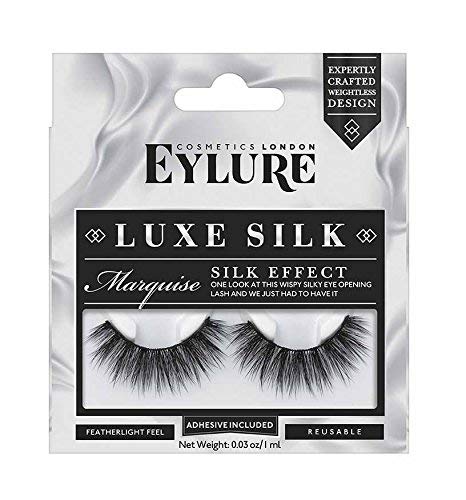 EXPERTLY
CRAFTED
WEIGHTLESS
DESIGN
COSMETICS LONDON
EYLURE
LUXE SILK
Marquise
SILK EFFECT
ONE LOOK AT THIS WISPY SILKY EYE OPENING
LASH AND WE JUST HAD TO HAVE IT
FEATHERLIGHT FEEL
ADHESIVE INCLUDED
REUSABLE
Net Weight: 0.03 oz/1 ml